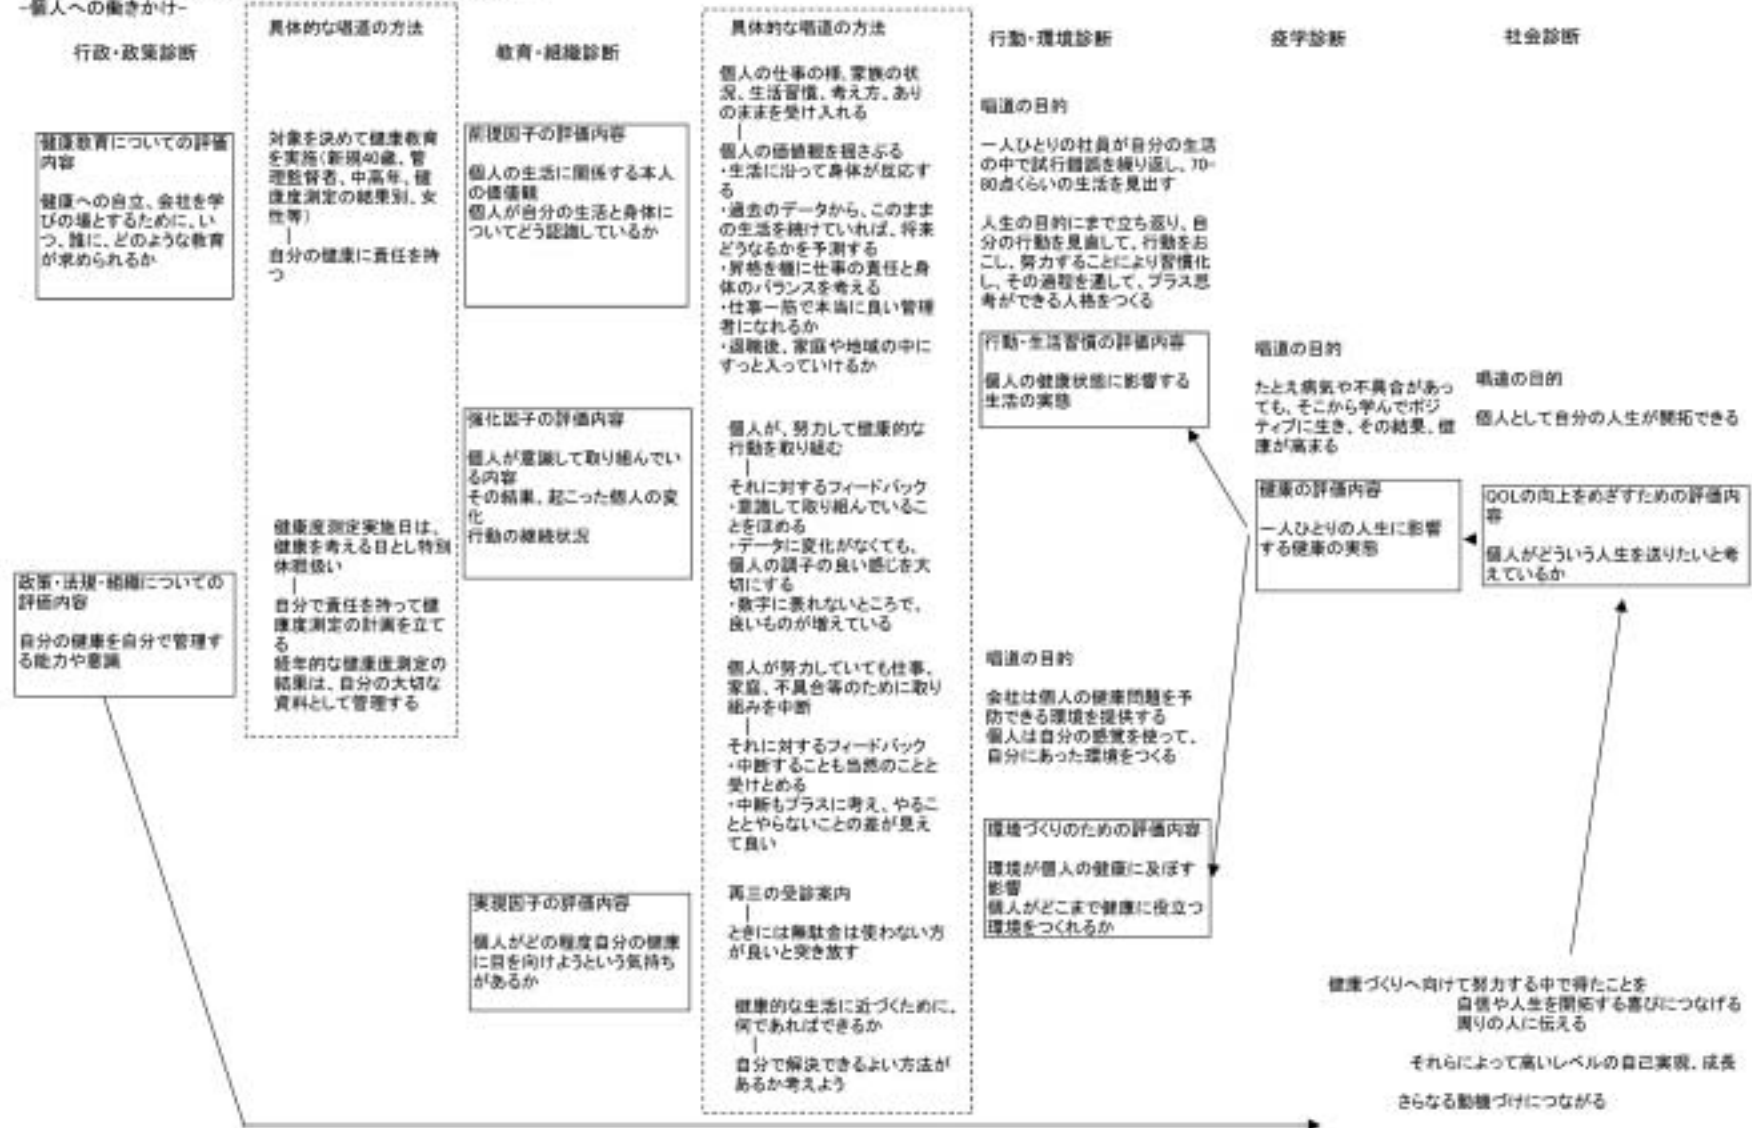 -個人への働きかけ-
行政・政策診断
健康教育についての評価
内容
健康への自立、会社を学
びの場とするために、い
つ、誰に、どのような教育
が求められるか
政策・法規・組織についての
評価内容
自分の健康を自分で管理す
る能力や意識
具体的な唱道の方法
対象を決めて健康教育
を実施(新規40歳、管
理監督者、中高年、健
康度測定の結果別、女
性等)
自分の健康に責任を持
つ
健康度測定実施日は、
健康を考える日とし特別
休暇扱い
自分で責任を持って健
康度測定の計画を立て
る
経年的な健康度測定の
結果は、自分の大切な
資料として管理する
教育・組織診断
前提因子の評価内容
個人の生活に関係する本人
の価値観
個人が自分の生活と身体に
ついてどう認識しているか
強化因子の評価内容
個人が意識して取り組んでい
る内容
その結果、起こった個人の変
化
行動の継続状況
実現因子の評価内容
個人がどの程度自分の健康
に目を向けようという気持ち
があるか
具体的な唱道の方法
個人の仕事の様、家族の状
況、生活習慣、考え方、あり
のままを受け入れる
個人の価値観を揺さぶる
・生活に沿って身体が反応す
る
・過去のデータから、このまま
の生活を続けていれば、将来
どうなるかを予測する
・昇格を機に仕事の責任と身
体のバランスを考える
・仕事一筋で本当に良い管理
者になれるか
・退職後、家庭や地域の中に
すっと入っていけるか
個人が、努力して健康的な
行動を取り組む
それに対するフィードバック
・意識して取り組んでいるこ
とをほめる
・データに変化がなくても、
個人の調子の良い感じを大
切にする
・数字に表れないところで、
良いものが増えている
個人が努力していても仕事、
家庭、不具合等のために取り
組みを中断
それに対するフィードバック
・中断することも当然のことと
受けとめる
・中断もプラスに考え、やるこ
ととやらないことの差が見え
て良い
再三の受診案内
ときには無駄金は使わない方
が良いと突き放す
健康的な生活に近づくために、
何であればできるか
自分で解決できるよい方法が
あるか考えよう
行動・環境診断
唱道の目的
一人ひとりの社員が自分の生活
の中で試行錯誤を繰り返し、70-
80点くらいの生活を見出す
人生の目的にまで立ち返り、自
分の行動を見直して、行動をお
こし、努力することにより習慣化
し、その過程を通して、プラス思
考ができる人格をつくる
行動・生活習慣の評価内容
個人の健康状態に影響する
生活の実態
唱道の目的
会社は個人の健康問題を予
防できる環境を提供する
個人は自分の感覚を使って、
自分にあった環境をつくる
環境づくりのための評価内容
環境が個人の健康に及ぼす
影響
個人がどこまで健康に役立つ
環境をつくれるか
疫学診断
唱道の目的
たとえ病気や不具合があっ
ても、そこから学んでポジ
ティブに生き、その結果、健
康が高まる
健康の評価内容
一人ひとりの人生に影響
する健康の実態
社会診断
唱道の目的
個人として自分の人生が開拓できる
QOLの向上をめざすための評価内
容
個人がどういう人生を送りたいと考
えているか
健康づくりへ向けて努力する中で得たことを
自信や人生を開拓する喜びにつなげる
周りの人に伝える
それらによって高いレベルの自己実現、成長
さらなる動機づけにつながる